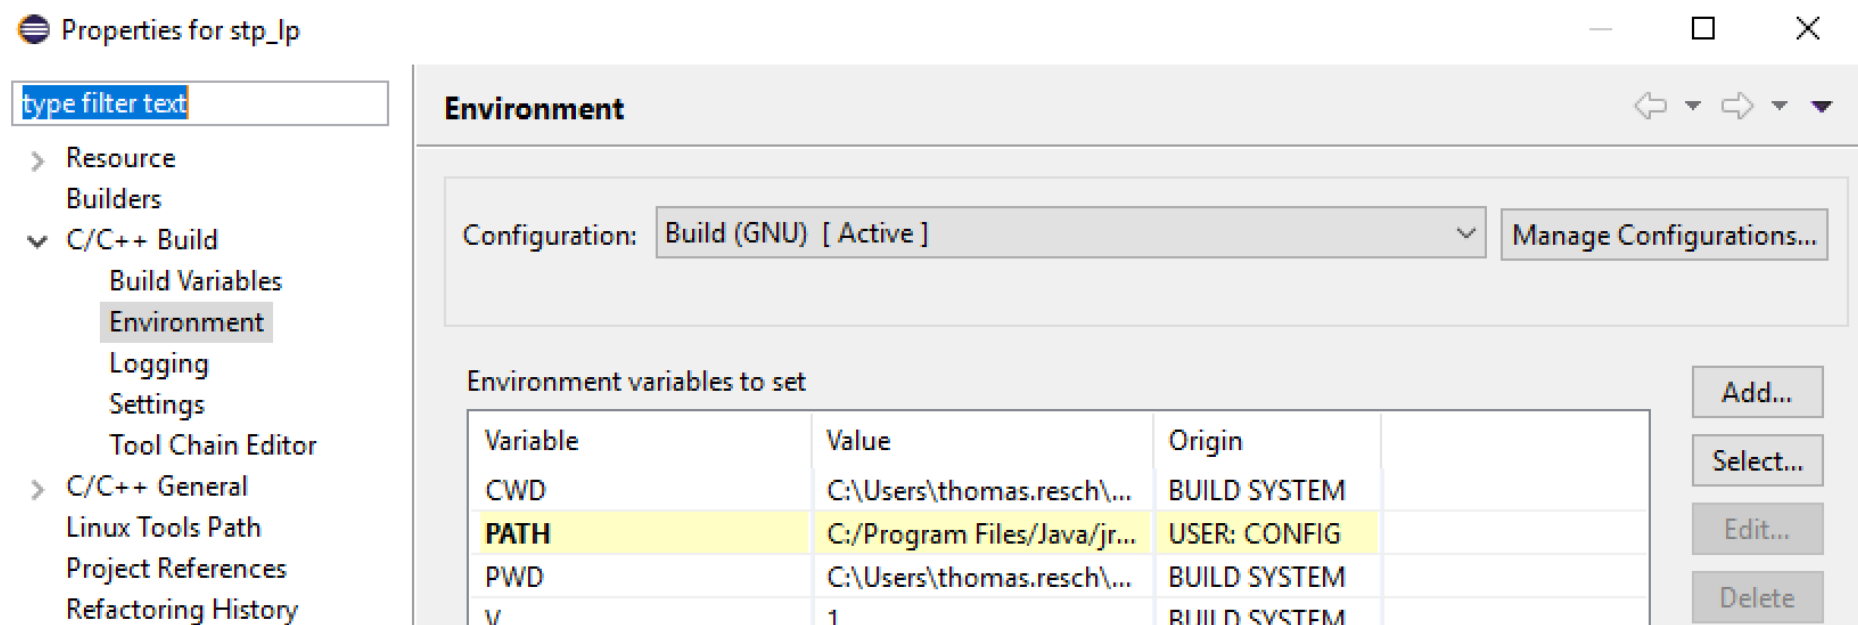 Properties for stp_lp
type filter text
Resource
Builders
C/C++ Build
Build Variables
Environment
Logging
Settings
Tool Chain Editor
C/C++ General
Linux Tools Path
Project References
Refactoring History
Environment
Configuration: Build (GNU) [ Active ] Manage Configurations...
Environment variables to set
Variable Value Origin
CWD C:\Users\thomas.resch\... BUILD SYSTEM
PATH C:/Program Files/Java/jr... USER: CONFIG
PWD C:\Users\thomas.resch\... BUILD SYSTEM
V 1 BUILD SYSTEM
Add...
Select...
Edit...
Delete